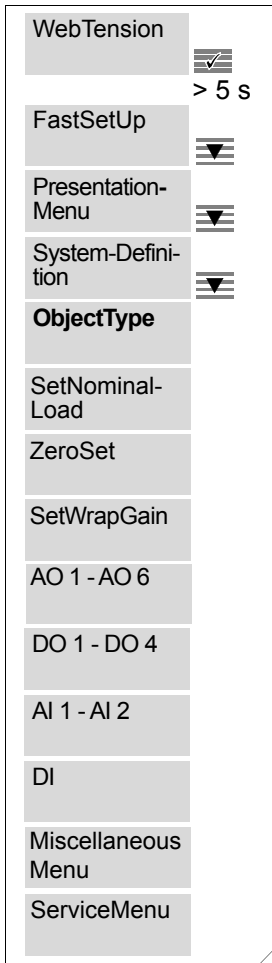 WebTension
> 5 s
FastSetUp
Presentation-
Menu
System-Defini-
tion
ObjectType
SetNominal-
Load
ZeroSet
SetWrapGain
AO 1 - AO 6
DO 1 - DO 4
AI 1 - AI 2
DI
Miscellaneous
Menu
ServiceMenu